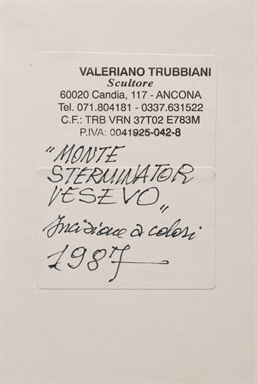 VALERIANO TRUBBIANI
Scultore
60020 Candia, 117 - ANCONA
Tel. 071.804181 - 0337.631522
C.F.: TRB VRN 37T02 E783M
P.IVA: 0041925-042-8
"MONTE
STERMINATOR
VESEVO"
Incisione a colori
1987